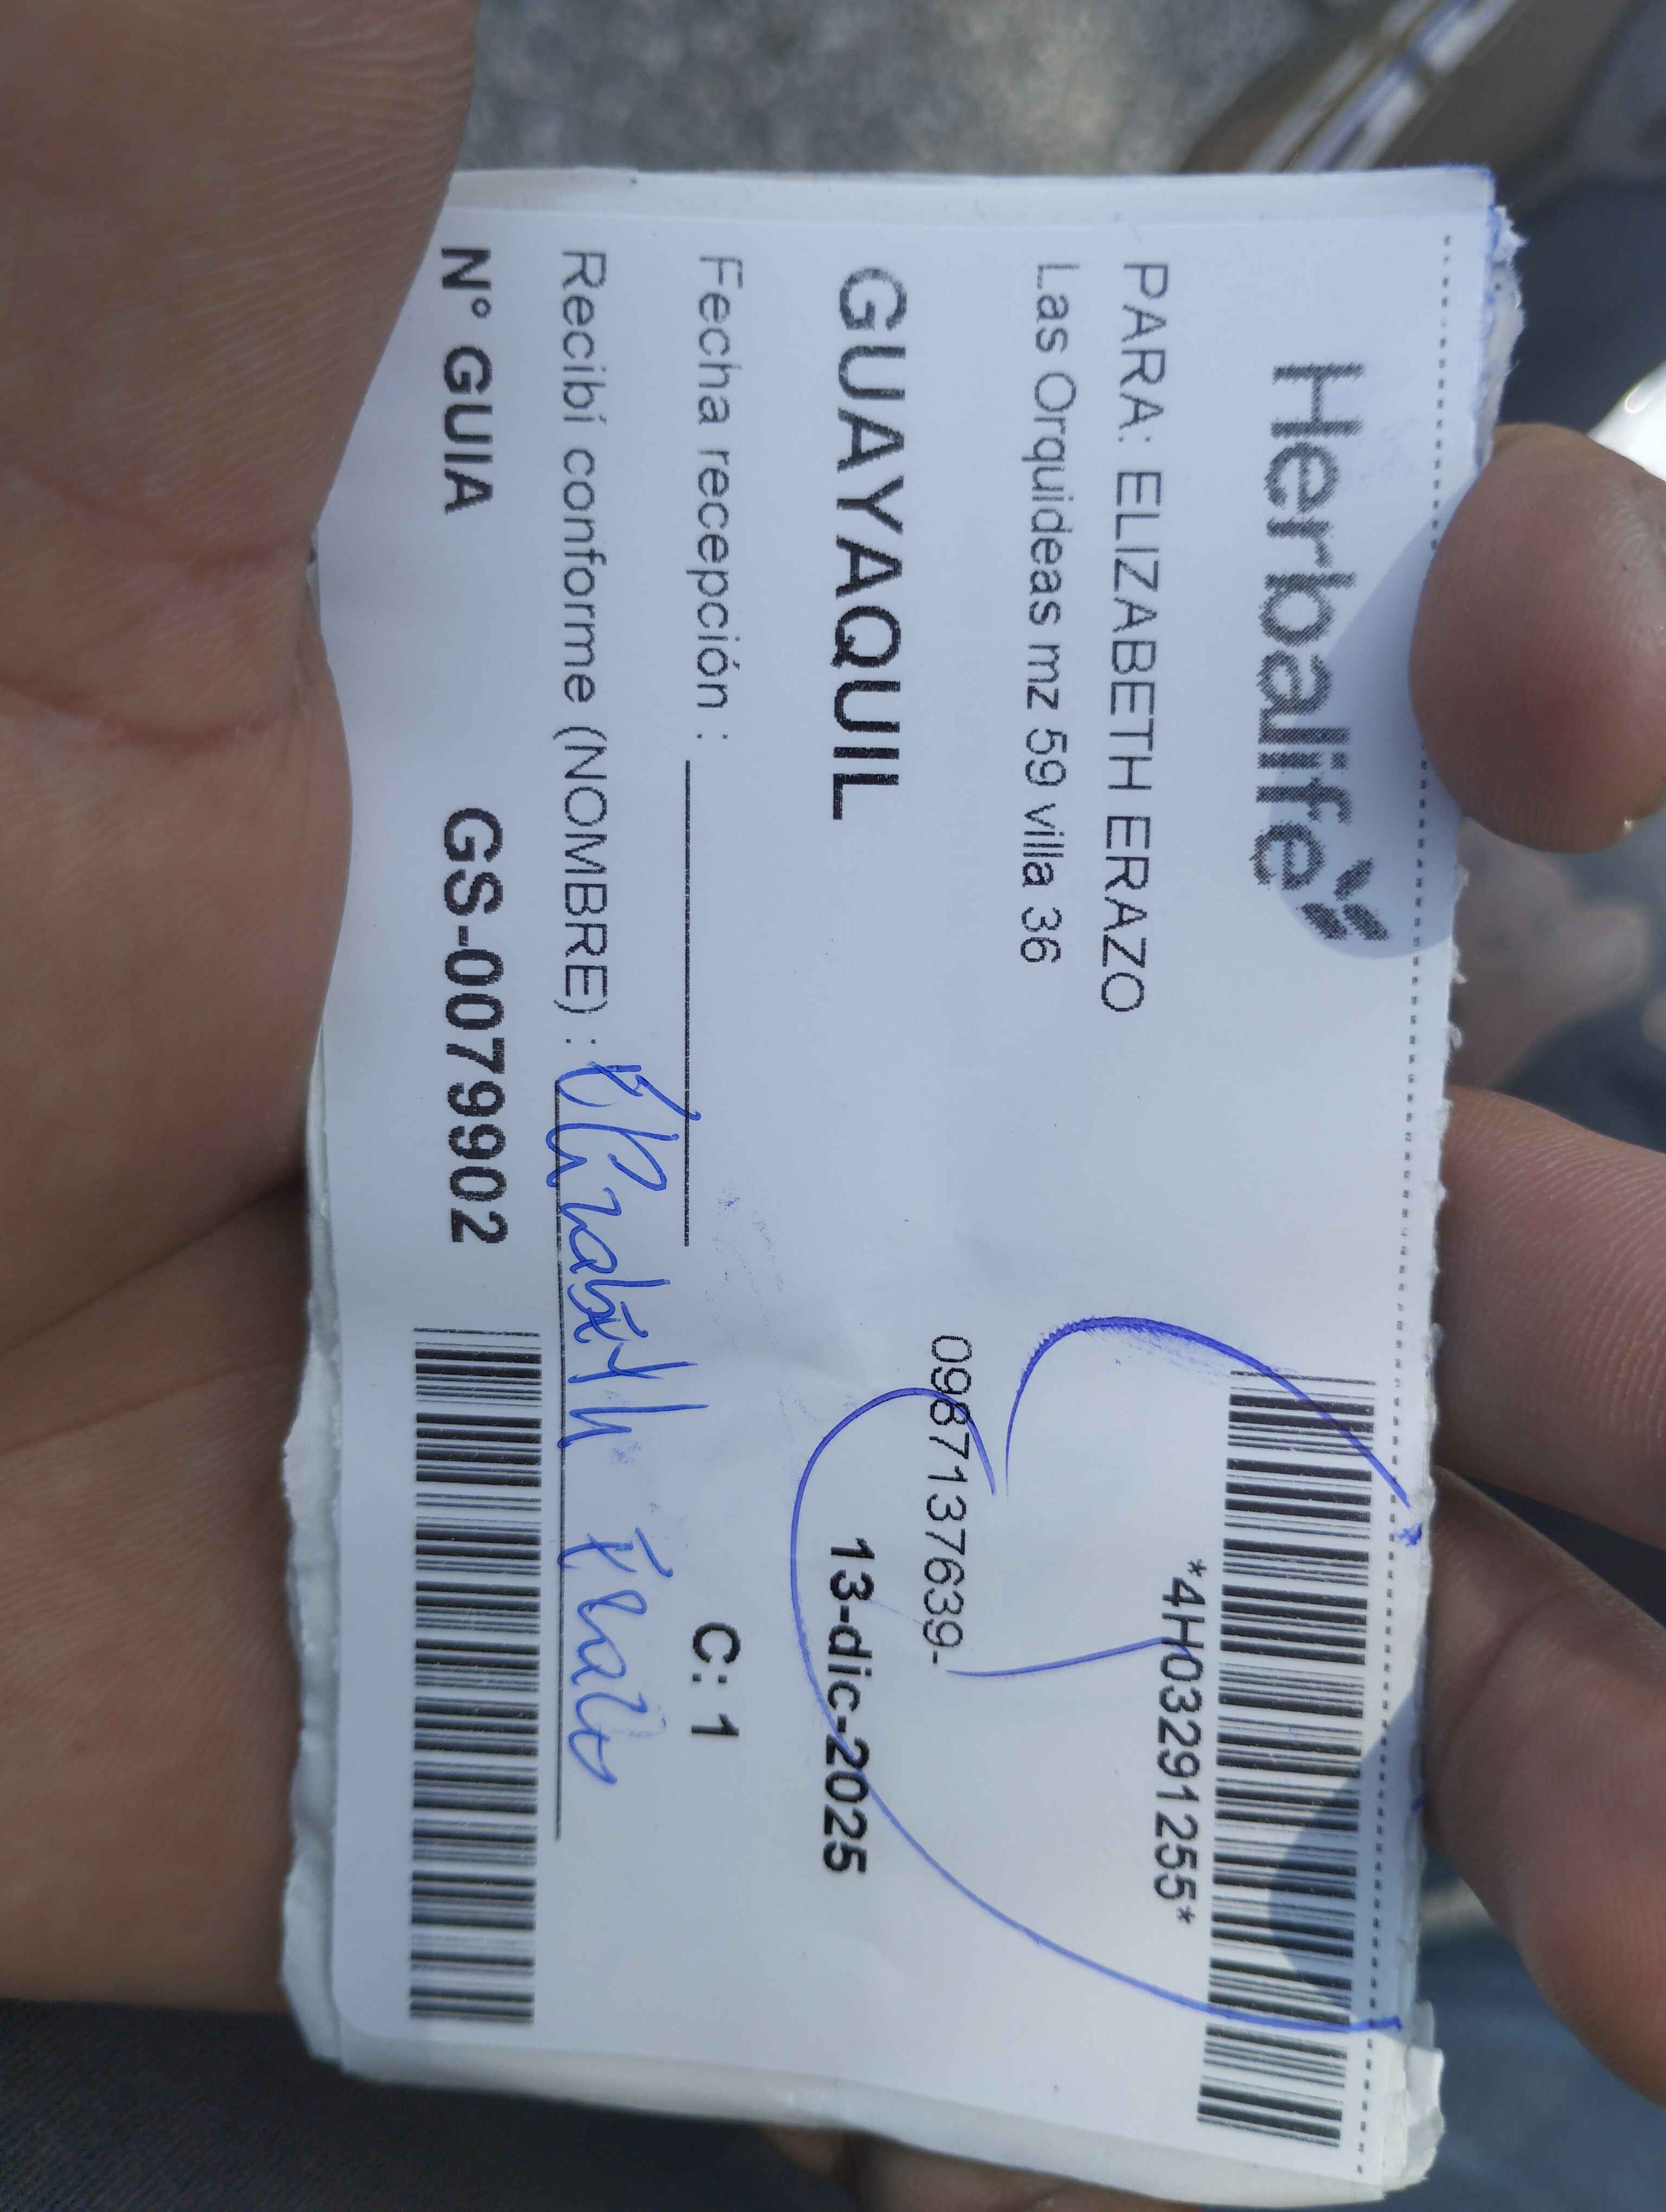 Herbalife
*4H03291255*
PARA: ELIZABETH ERAZO
Las Orquideas mz 59 villa 36
0987137639-
GUAYAQUIL
13-dic-2025
Fecha recepción :
C: 1
Recibí conforme (NOMBRE) : Elizabeth Erazo
N° GUIA GS-0079902